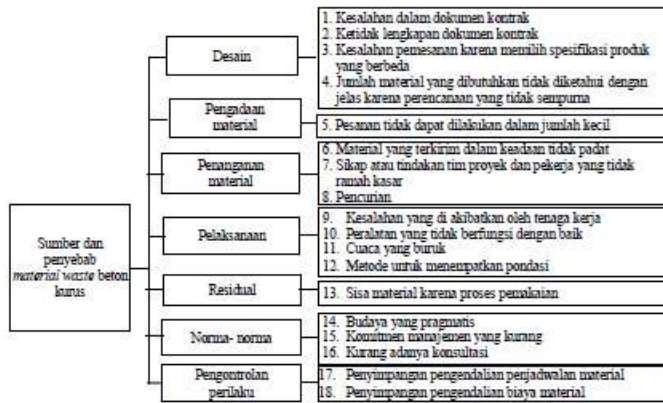 Sumber dan
penyebab
material waste beton
kurus
Desain
1. Kesalahan dalam dokumen kontrak
2. Ketidak lengkapan dokumen kontrak
3. Kesalahan pemesanan karena memilih spesifikasi produk
yang berbeda
4. Jumlah material yang dibutuhkan tidak diketahui dengan
jelas karena perencanaan yang tidak sempurna
Pengadaan
material
5. Pesanan tidak dapat dilakukan dalam jumlah kecil
Penanganan
material
6. Material yang terkirim dalam keadaan tidak padat
7. Sikap atau tindakan tim proyek dan pekerja yang tidak
ramah kasar
8. Pencurian
Pelaksanaan
9. Kesalahan yang di akibatkan oleh tenaga kerja
10. Peralatan yang tidak berfungsi dengan baik
11. Cuaca yang buruk
12. Metode untuk menempatkan pondasi
Residual
13. Sisa material karena proses pemakaian
Norma- norma
14. Budaya yang pragmatis
15. Komitmen manajemen yang kurang
16. Kurang adanya konsultasi
Pengontrolan
perilaku
17. Penyimpangan pengendalian penjadwalan material
18. Penyimpangan pengendalian biaya material